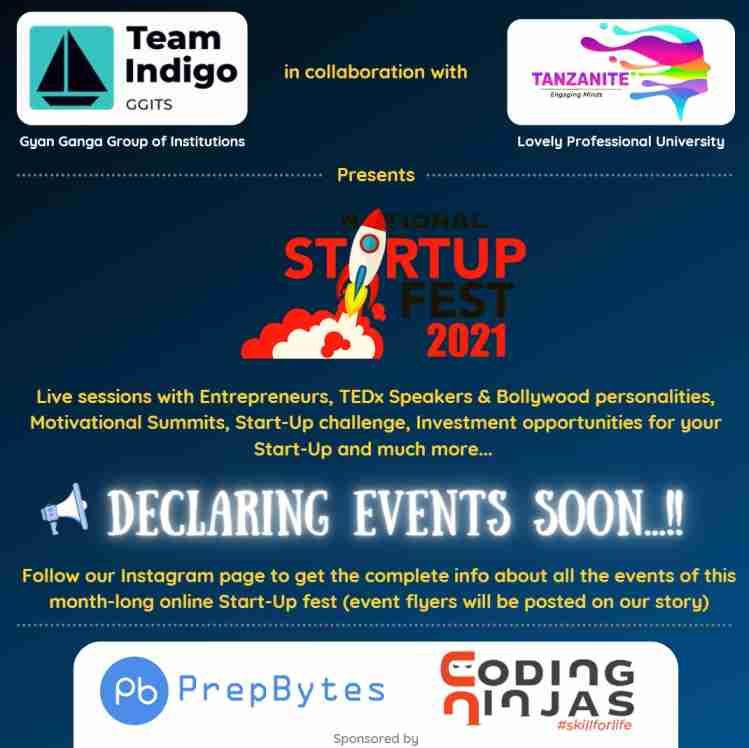 Team
Indigo
GGITS
in collaboration with
TANZANITE
Engaging Minds
Gyan Ganga Group of Institutions
Lovely Professional University
Presents
NATIONAL
STARTUP
FEST
2021
Live sessions with Entrepreneurs, TEDx Speakers & Bollywood personalities,
Motivational Summits, Start-Up challenge, Investment opportunities for your
Start-Up and much more...
DECLARING EVENTS SOON...!!
Follow our Instagram page to get the complete info about all the events of this
month-long online Start-Up fest (event flyers will be posted on our story)
pb PrepBytes
CODING
NINJAS
#skillforlife
Sponsored by